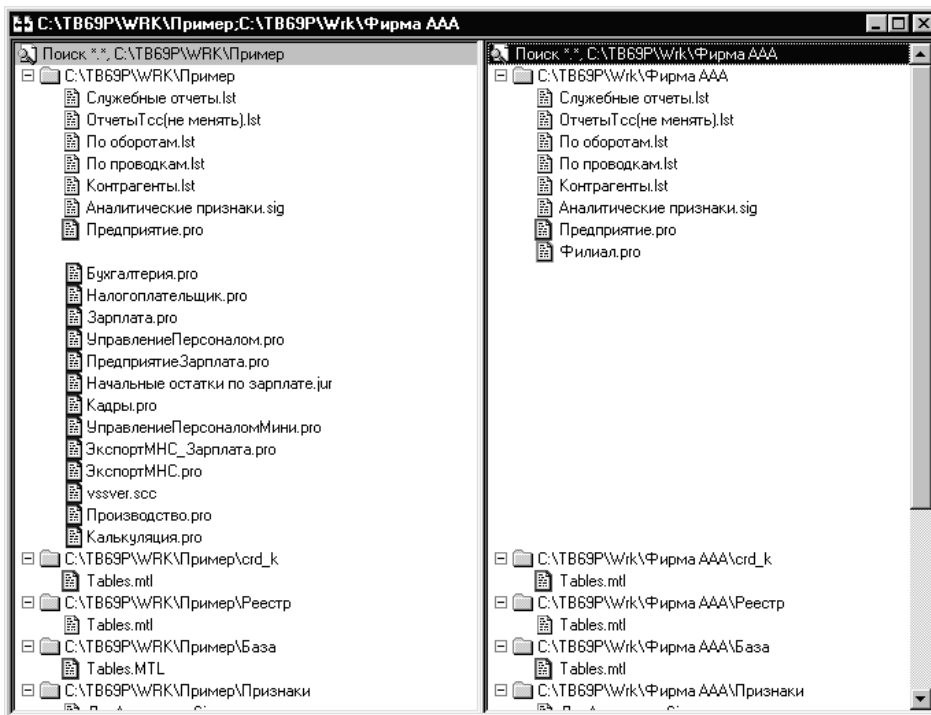 C:\TB69P\WRK\Пример;C:\TB69P\Wrk\Фирма ААА
Поиск *.*, C:\TB69P\WRK\Пример
C:\TB69P\WRK\Пример
Служебные отчеты.lst
ОтчетыТсс(не менять).lst
По оборотам.lst
По проводкам.lst
Контрагенты.lst
Аналитические признаки.sig
Предприятие.pro
Бухгалтерия.pro
Налогоплательщик.pro
Зарплата.pro
УправлениеПерсоналом.pro
ПредприятиеЗарплата.pro
Начальные остатки по зарплате.jur
Кадры.pro
УправлениеПерсоналомМини.pro
ЭкспортМНС_Зарплата.pro
ЭкспортМНС.pro
vssver.scc
Производство.pro
Калькуляция.pro
C:\TB69P\WRK\Пример\crd_k
Tables.mtl
C:\TB69P\WRK\Пример\Реестр
Tables.mtl
C:\TB69P\WRK\Пример\База
Tables.MTL
C:\TB69P\WRK\Пример\Признаки
Поиск *.*, C:\TB69P\Wrk\Фирма ААА
C:\TB69P\Wrk\Фирма ААА
Служебные отчеты.lst
ОтчетыТсс(не менять).lst
По оборотам.lst
По проводкам.lst
Контрагенты.lst
Аналитические признаки.sig
Предприятие.pro
Филиал.pro
C:\TB69P\Wrk\Фирма ААА\crd_k
Tables.mtl
C:\TB69P\Wrk\Фирма ААА\Реестр
Tables.mtl
C:\TB69P\Wrk\Фирма ААА\База
Tables.mtl
C:\TB69P\Wrk\Фирма ААА\Признаки